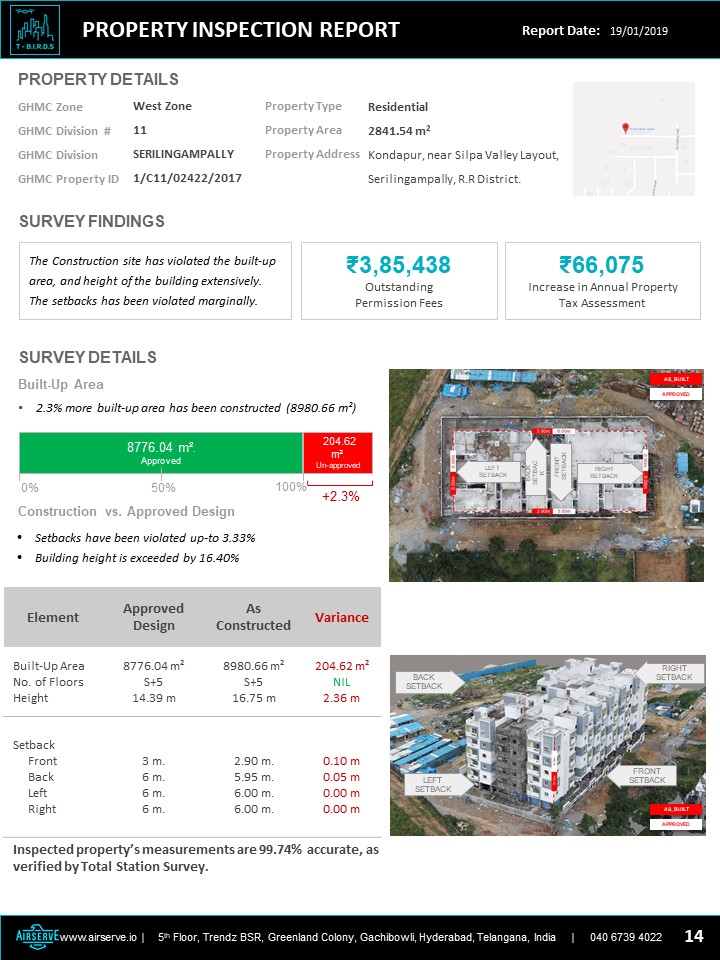 T - B.I.R.D.S
PROPERTY INSPECTION REPORT
Report Date: 19/01/2019
PROPERTY DETAILS
GHMC Zone West Zone Property Type Residential
GHMC Division # 11 Property Area 2841.54 m²
GHMC Division SERILINGAMPALLY Property Address Kondapur, near Silpa Valley Layout,
GHMC Property ID 1/C11/02422/2017 Serilingampally, R.R District.
SURVEY FINDINGS
The Construction site has violated the built-up
area, and height of the building extensively.
The setbacks has been violated marginally.
₹3,85,438
Outstanding
Permission Fees
₹66,075
Increase in Annual Property
Tax Assessment
SURVEY DETAILS
Built-Up Area
• 2.3% more built-up area has been constructed (8980.66 m²)
8776.04 m².
Approved
204.62
m²
Un-approved
0% 50% 100%
+2.3%
Construction vs. Approved Design
• Setbacks have been violated up-to 3.33%
• Building height is exceeded by 16.40%
AS_BUILT
APPROVED
5.95m 6.00m
LEFT
SETBACK
BACK
SETBAC
K
FRONT
SETBACK
RIGHT
SETBACK
2.90m 3.00m
Element Approved Design As Constructed Variance
Built-Up Area 8776.04 m² 8980.66 m² 204.62 m²
No. of Floors S+5 S+5 NIL
Height 14.39 m 16.75 m 2.36 m
Setback
Front 3 m. 2.90 m. 0.10 m
Back 6 m. 5.95 m. 0.05 m
Left 6 m. 6.00 m. 0.00 m
Right 6 m. 6.00 m. 0.00 m
BACK
SETBACK
RIGHT
SETBACK
LEFT
SETBACK
FRONT
SETBACK
AS_BUILT
APPROVED
Inspected property's measurements are 99.74% accurate, as
verified by Total Station Survey.
AIRSERVE www.airserve.io | 5th Floor, Trendz BSR, Greenland Colony, Gachibowli, Hyderabad, Telangana, India | 040 6739 4022 14